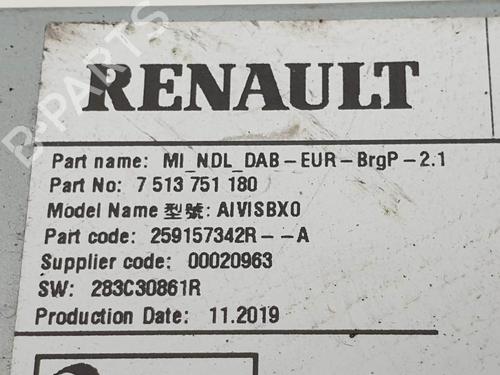 RENAULT
Part name: MI_NDL_DAB-EUR-BrgP-2.1
Part No: 7 513 751 180
Model Name 型號: AIVISBX0
Part code: 259157342R--A
Supplier code: 00020963
SW: 283C30861R
Production Date: 11.2019
B-PARTS